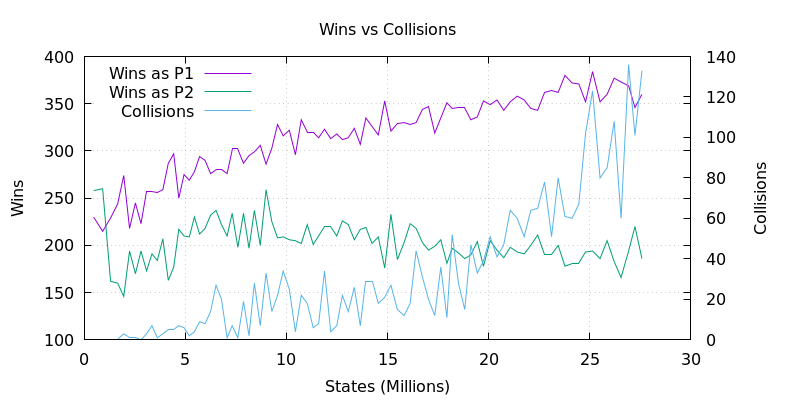 Wins vs Collisions
Wins as P1
Wins as P2
Collisions
400
350
300
250
200
150
100
140
120
100
80
60
40
20
0
Wins
Collisions
0 5 10 15 20 25 30
States (Millions)